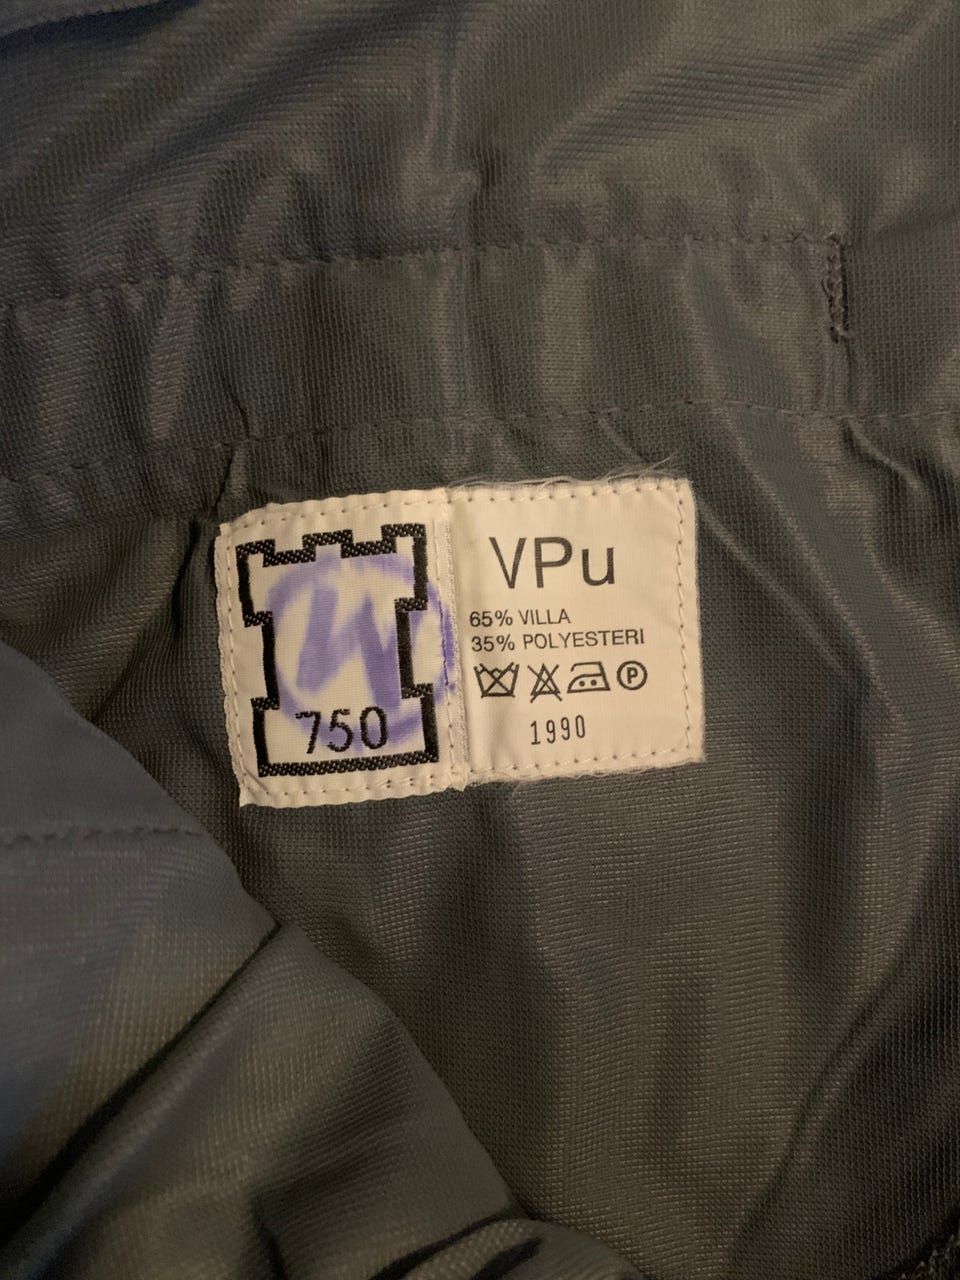 750
VPu
65% VILLA
35% POLYESTERI
P
1990